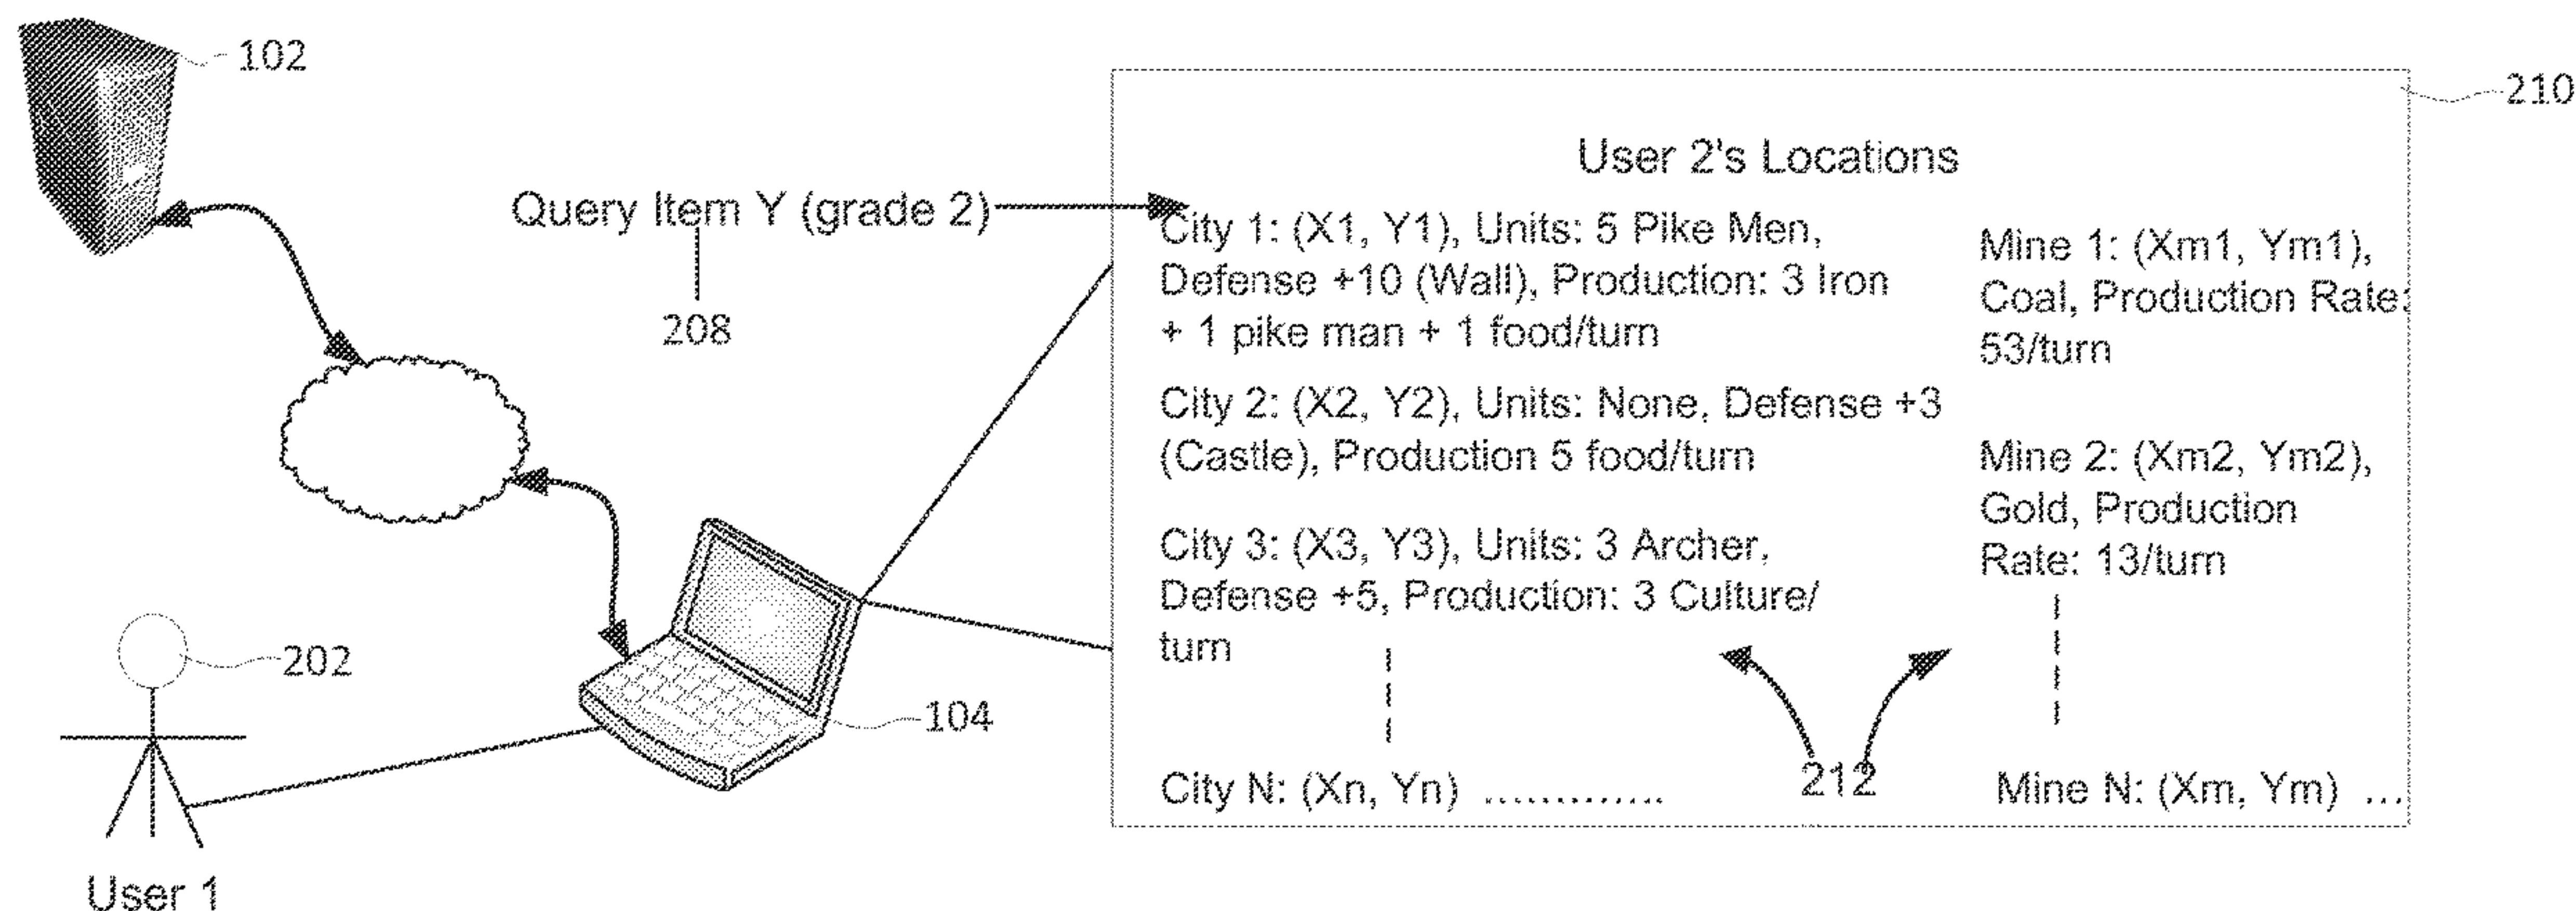 102
210
User 2's Locations
Query Item Y (grade 2)
208
City 1: (X1, Y1), Units: 5 Pike Men,
Defense +10 (Wall), Production: 3 Iron
+ 1 pike man + 1 food/turn
City 2: (X2, Y2), Units: None, Defense +3
(Castle), Production 5 food/turn
City 3: (X3, Y3), Units: 3 Archer,
Defense +5, Production: 3 Culture/
turn
City N: (Xn, Yn) .............
Mine 1: (Xm1, Ym1),
Coal, Production Rate:
53/turn
Mine 2: (Xm2, Ym2),
Gold, Production
Rate: 13/turn
Mine N: (Xm, Ym) ...
212
202
104
User 1